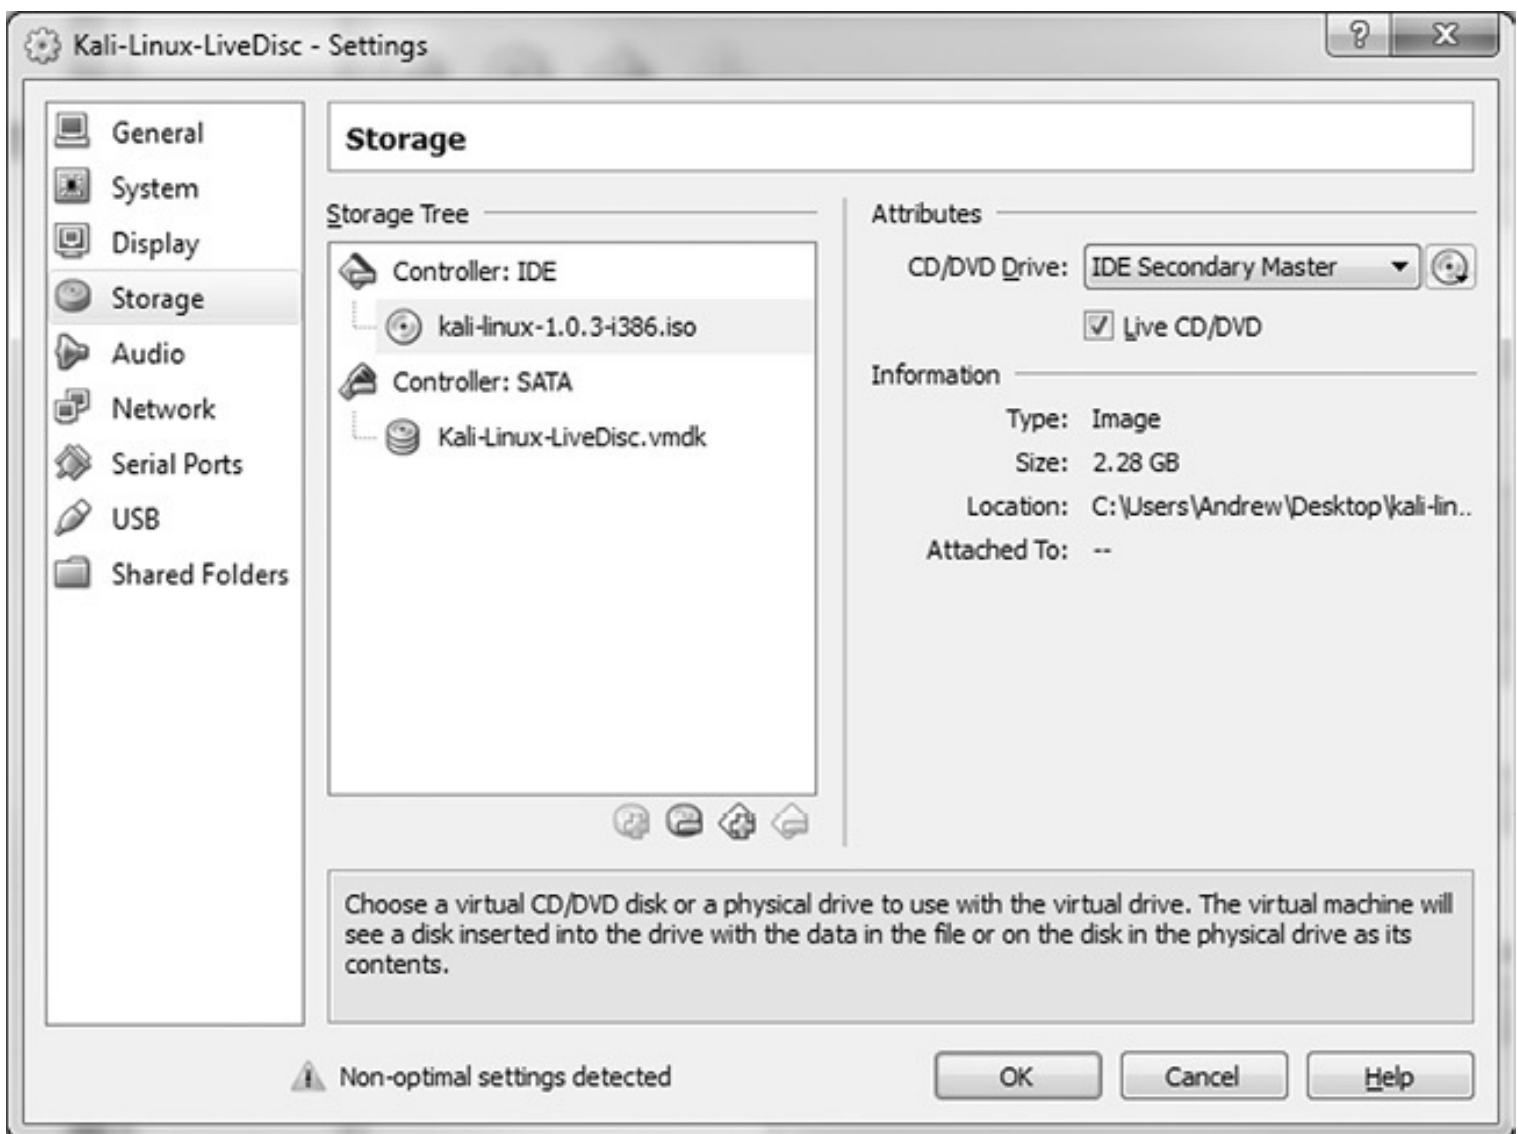 Kali-Linux-LiveDisc - Settings
?
General
System
Display
Storage
Audio
Network
Serial Ports
USB
Shared Folders
Storage
Storage Tree
Controller: IDE
kali-linux-1.0.3-i386.iso
Controller: SATA
Kali-Linux-LiveDisc.vmdk
Attributes
CD/DVD Drive: IDE Secondary Master
Live CD/DVD
Information
Type: Image
Size: 2.28 GB
Location: C:\Users\Andrew\Desktop\kali-lin..
Attached To: --
Choose a virtual CD/DVD disk or a physical drive to use with the virtual drive. The virtual machine will
see a disk inserted into the drive with the data in the file or on the disk in the physical drive as its
contents.
Non-optimal settings detected
OK
Cancel
Help